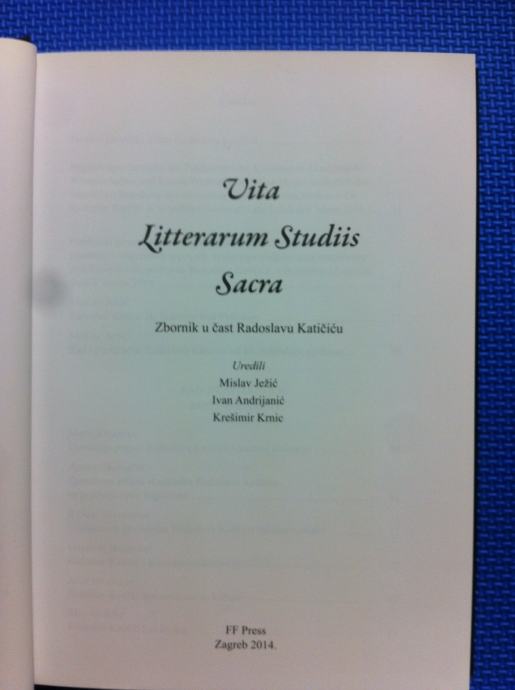 Vita
Litterarum Studiis
Sacra
Zbornik u čast Radoslavu Katičiću
Uredili
Mislav Ježić
Ivan Andrijanić
Krešimir Krnic
FF Press
Zagreb 2014.